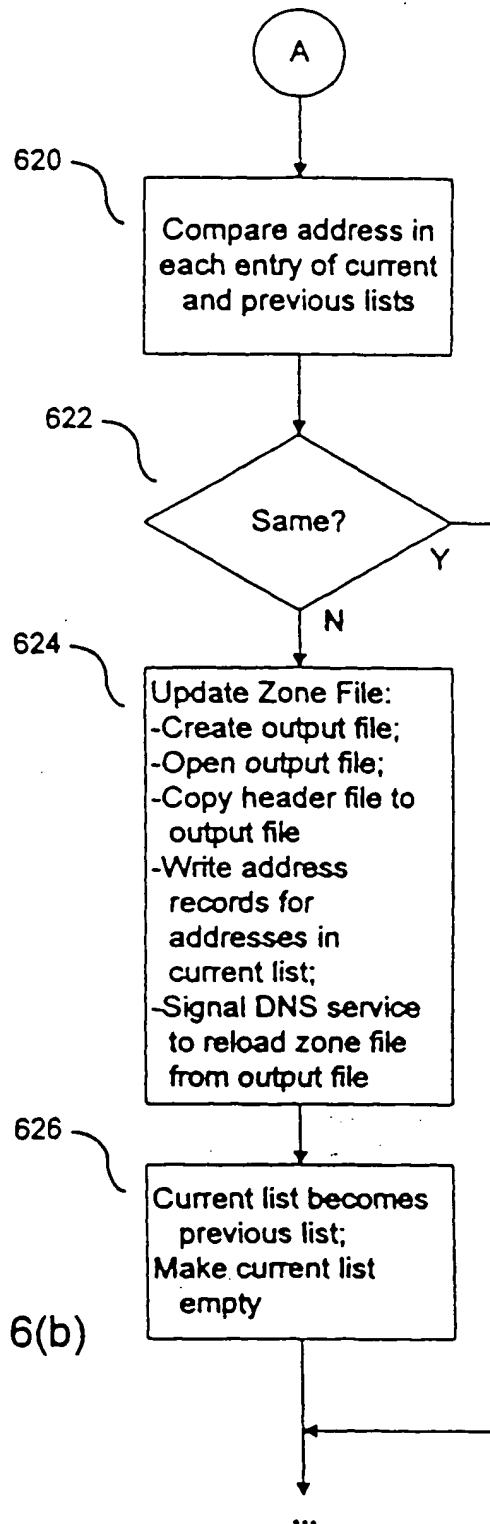 A
620
Compare address in
each entry of current
and previous lists
622
Same?
Y
N
624
Update Zone File:
-Create output file;
-Open output file;
-Copy header file to
output file
-Write address
records for
addresses in
current list;
-Signal DNS service
to reload zone file
from output file
626
Current list becomes
previous list;
Make current list
empty
6(b)
...